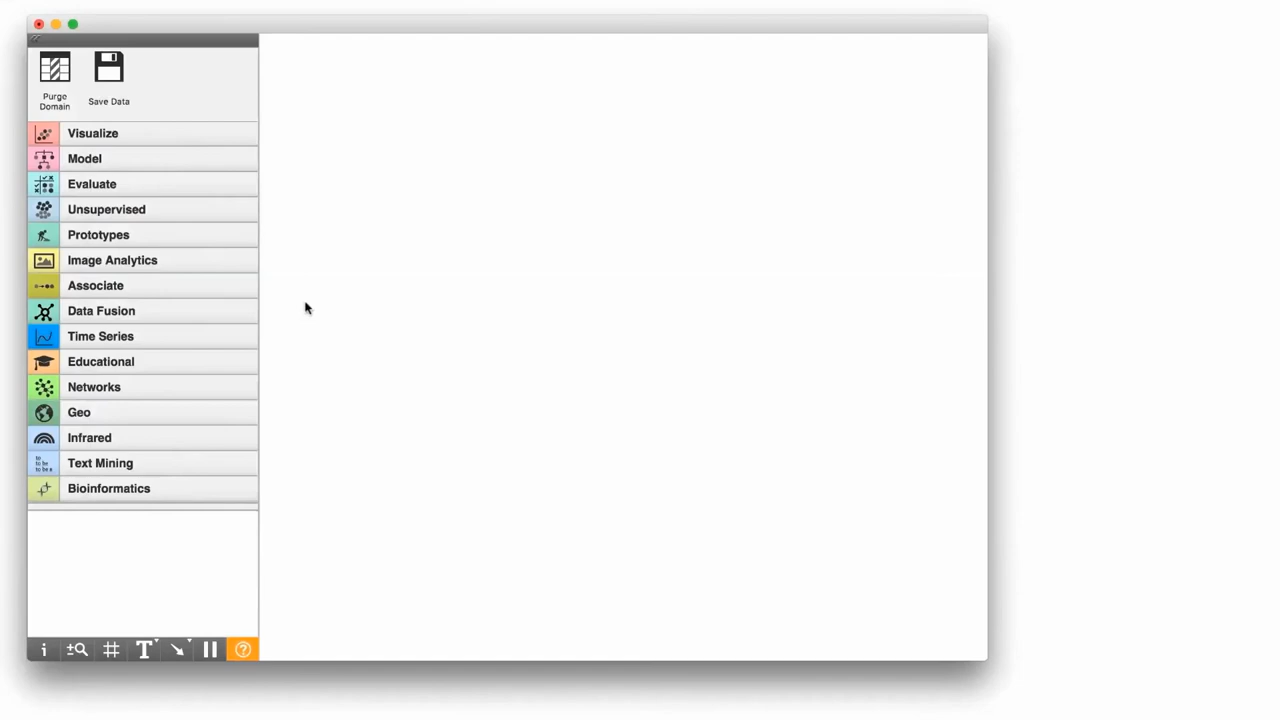 Purge
Domain
Save Data
Visualize
Model
Evaluate
Unsupervised
Prototypes
Image Analytics
Associate
Data Fusion
Time Series
Educational
Networks
Geo
Infrared
Text Mining
Bioinformatics